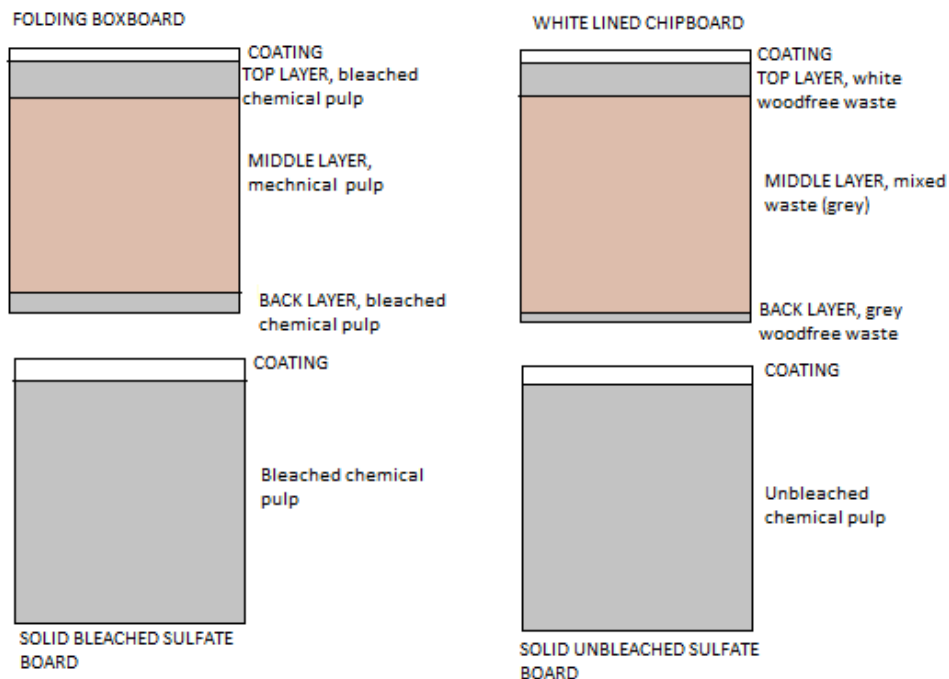 FOLDING BOXBOARD
COATING
TOP LAYER, bleached
chemical pulp
MIDDLE LAYER,
mechnical pulp
BACK LAYER, bleached
chemical pulp
WHITE LINED CHIPBOARD
COATING
TOP LAYER, white
woodfree waste
MIDDLE LAYER, mixed
waste (grey)
BACK LAYER, grey
woodfree waste
COATING
Bleached chemical
pulp
SOLID BLEACHED SULFATE
BOARD
COATING
Unbleached
chemical pulp
SOLID UNBLEACHED SULFATE
BOARD